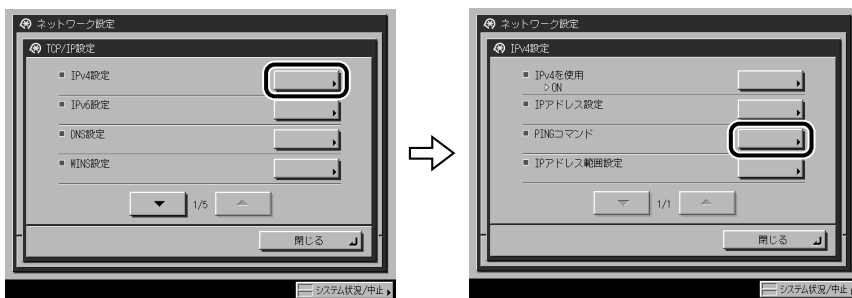 ネットワーク設定
TCP/IP設定
IPv4設定
IPv6設定
DNS設定
WINS設定
1/5
閉じる
システム状況/中止
ネットワーク設定
IPv4設定
IPv4を使用
ON
IPアドレス設定
PINGコマンド
IPアドレス範囲設定
1/1
閉じる
システム状況/中止